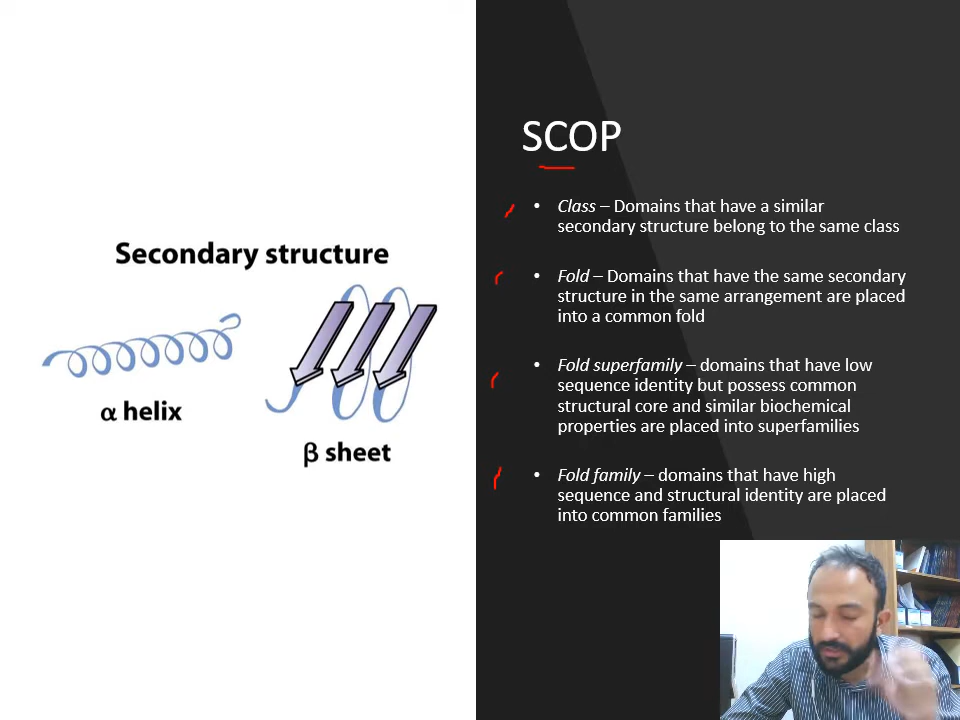 Secondary structure
α helix
β sheet
SCOP
• Class – Domains that have a similar
secondary structure belong to the same class
• Fold – Domains that have the same secondary
structure in the same arrangement are placed
into a common fold
• Fold superfamily – domains that have low
sequence identity but possess common
structural core and similar biochemical
properties are placed into superfamilies
• Fold family – domains that have high
sequence and structural identity are placed
into common families